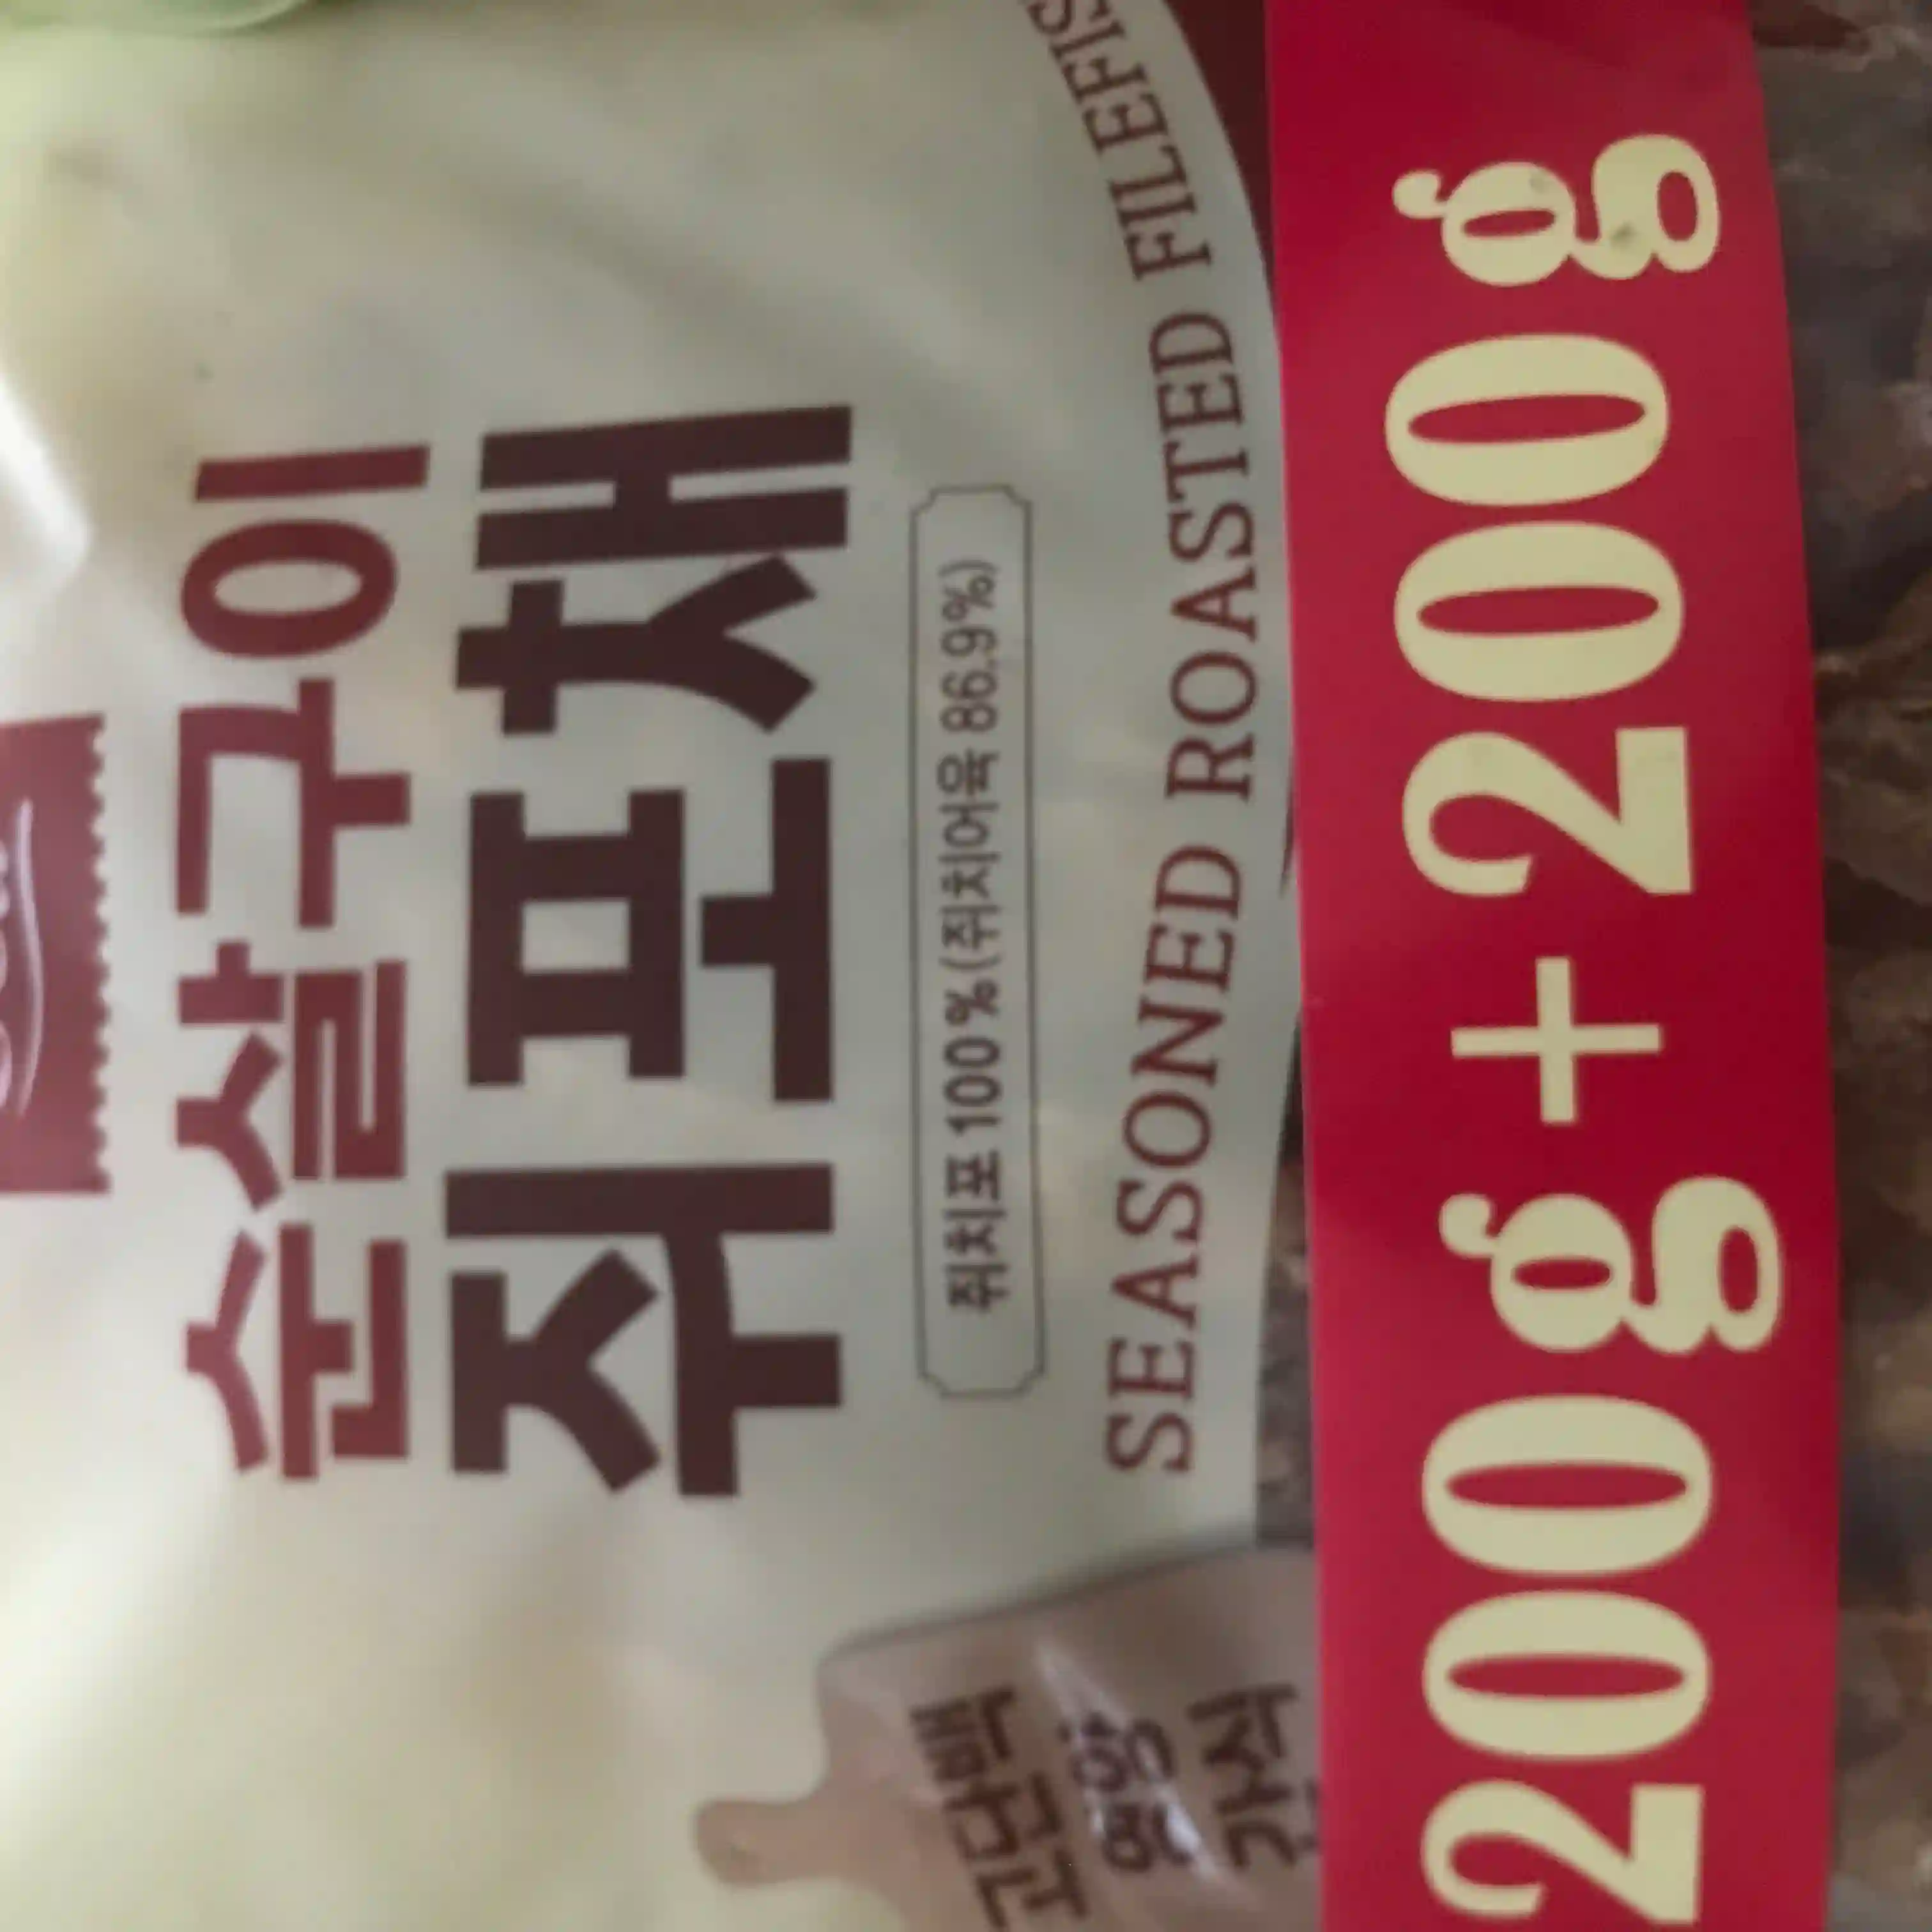 순살구이
쥐포채
쥐치포 100% (쥐치어육 86.9%)
SEASONED ROASTED FILEFIS
200g+200g
고단백
영양
간식